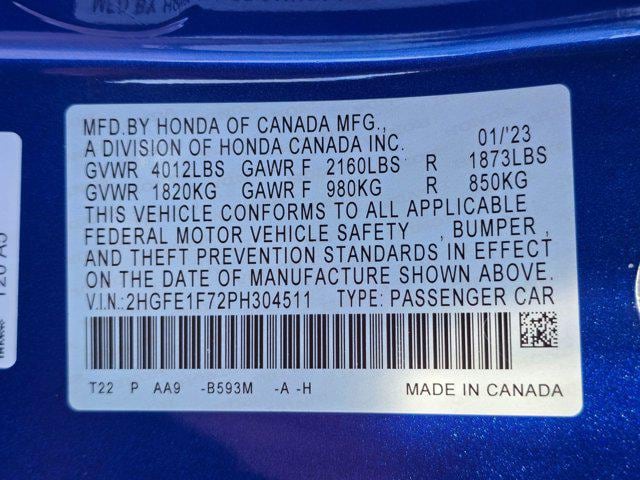 MFD.BY HONDA OF CANADA MFG.,
A DIVISION OF HONDA CANADA INC. 01/'23
GVWR 4012LBS GAWR F 2160LBS R 1873LBS
GVWR 1820KG GAWR F 980KG R 850KG
THIS VEHICLE CONFORMS TO ALL APPLICABLE
FEDERAL MOTOR VEHICLE SAFETY , BUMPER ,
AND THEFT PREVENTION STANDARDS IN EFFECT
ON THE DATE OF MANUFACTURE SHOWN ABOVE.
V.I.N.:2HGFE1F72PH304511 TYPE: PASSENGER CAR
T22 P AA9 -B593M -A -H MADE IN CANADA